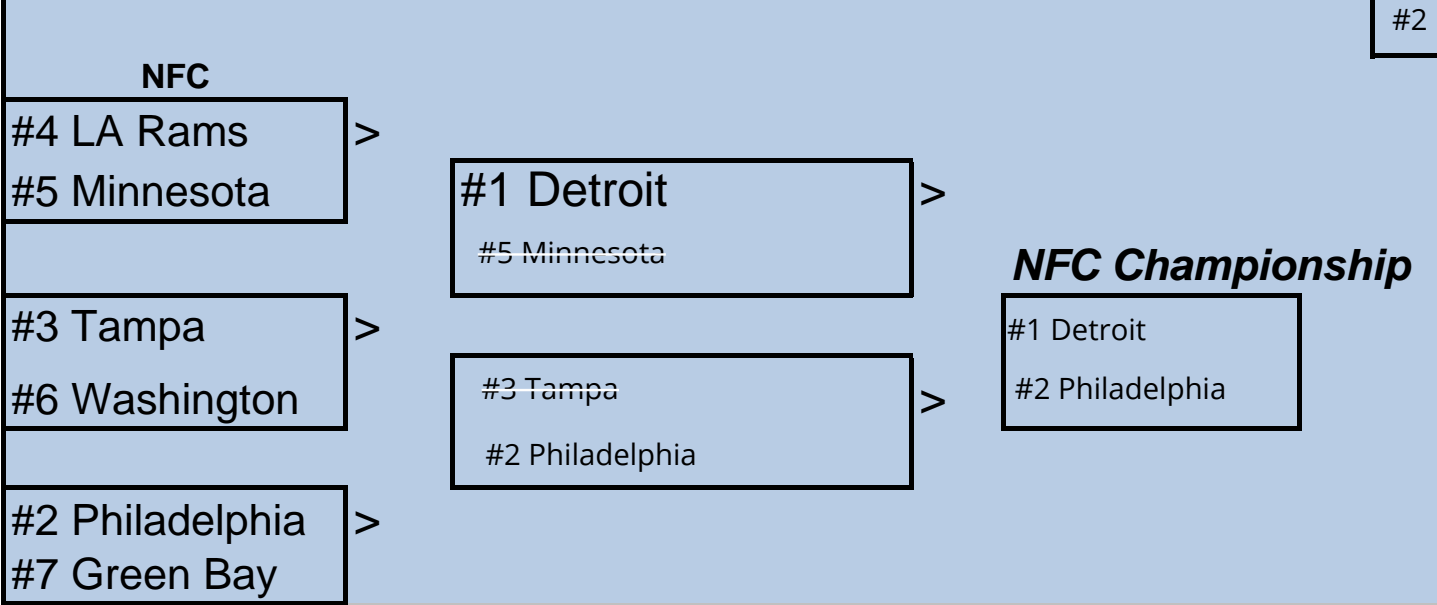 #2
NFC
#4 LA Rams >
#5 Minnesota
#1 Detroit >
#5 Minnesota
NFC Championship
#3 Tampa >
#6 Washington
#3 Tampa >
#2 Philadelphia
#1 Detroit
#2 Philadelphia
#2 Philadelphia >
#7 Green Bay